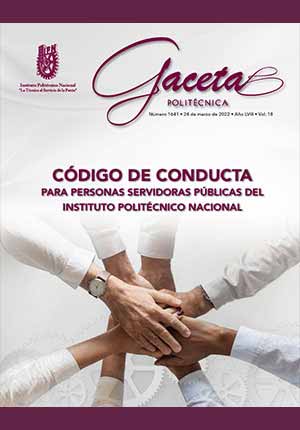 Instituto Politécnico Nacional
"La Técnica al Servicio de la Patria"
Gaceta
POLITÉCNICA
Número 1641 • 28 de marzo de 2022 • Año LVIII • Vol. 18
CÓDIGO DE CONDUCTA
PARA PERSONAS SERVIDORAS PÚBLICAS DEL
INSTITUTO POLITÉCNICO NACIONAL